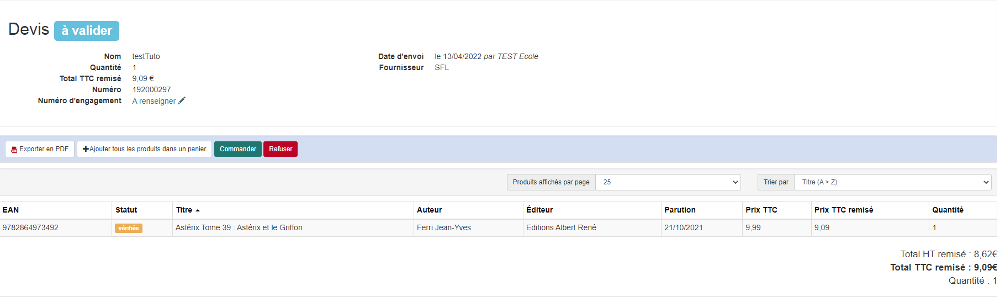 Devis à valider
Nom testTuto
Quantité 1
Total TTC remisé 9,09 €
Numéro 192000297
Numéro d'engagement A renseigner
Date d'envoi le 13/04/2022 par TEST Ecole
Fournisseur SFL
Exporter en PDF +Ajouter tous les produits dans un panier Commander Refuser
Produits affichés par page 25 Trier par Titre (A > Z)
EAN Statut Titre Auteur Éditeur Parution Prix TTC Prix TTC remisé Quantité
9782864973492 vérifiée Astérix Tome 39 : Astérix et le Griffon Ferri Jean-Yves Editions Albert René 21/10/2021 9,99 9,09 1
Total HT remisé : 8,62€
Total TTC remisé : 9,09€
Quantité : 1